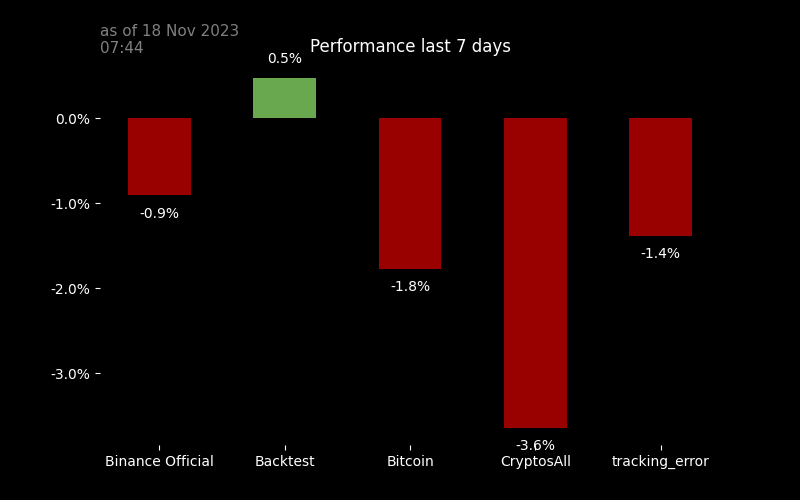 as of 18 Nov 2023
07:44
Performance last 7 days
0.5%
0.0%
-0.9%
-1.0%
-1.4%
-1.8%
-2.0%
-3.0%
-3.6%
Binance Official
Backtest
Bitcoin
CryptosAll
tracking_error